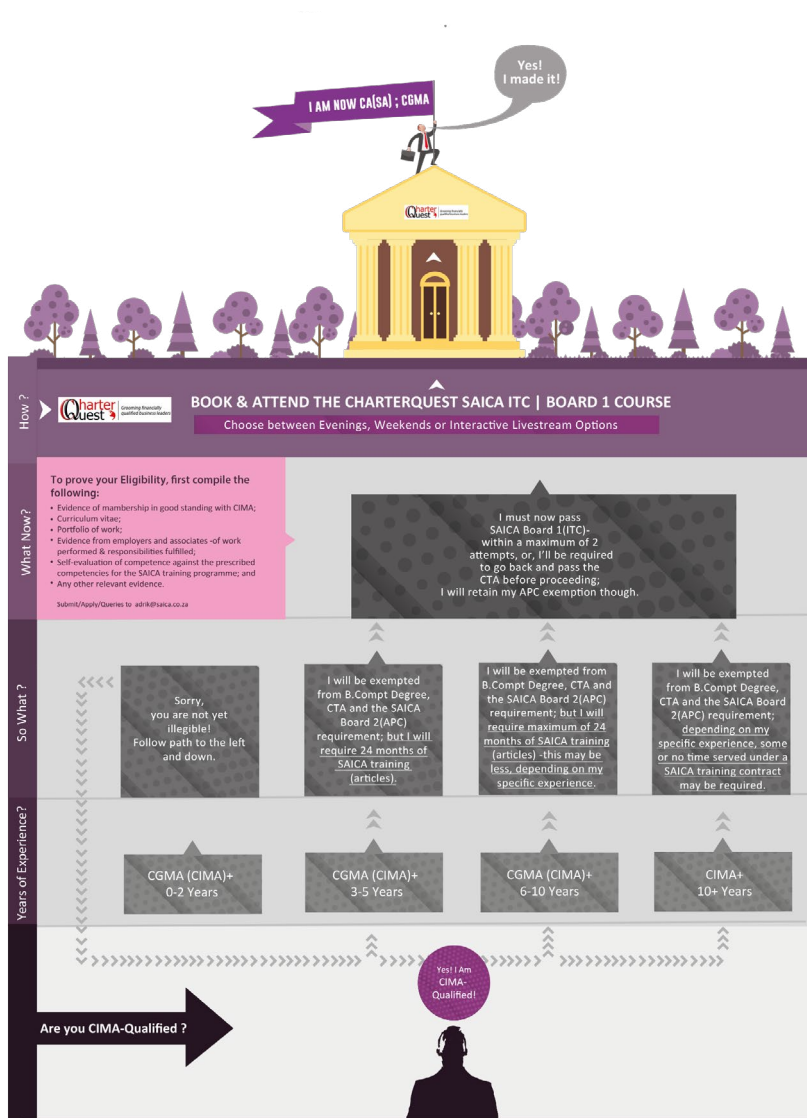 Yes!
I made it!
I AM NOW CA(SA) ; CGMA
Charter
Quest
Grooming financially
qualified business leaders
How ?
Charter
Quest
Grooming financially
qualified business leaders
BOOK & ATTEND THE CHARTERQUEST SAICA ITC | BOARD 1 COURSE
Choose between Evenings, Weekends or Interactive Livestream Options
What Now?
To prove your Eligibility, first compile the
following:
• Evidence of mambership in good standing with CIMA;
• Curriculum vitae;
• Portfolio of work;
• Evidence from employers and associates -of work
performed & responsibilities fulfilled;
• Self-evaluation of competence against the prescribed
competencies for the SAICA training programme; and
• Any other relevant evidence.
Submit/Apply/Queries to adrik@saica.co.za
I must now pass
SAICA Board 1(ITC)-
within a maximum of 2
attempts, or, I'll be required
to go back and pass the
CTA before proceeding;
I will retain my APC exemption though.
So What ?
Sorry,
you are not yet
illegible!
Follow path to the left
and down.
I will be exempted
from B.Compt Degree,
CTA and the SAICA
Board 2(APC)
requirement; but I will
require 24 months of
SAICA training
(articles).
I will be exempted from
B.Compt Degree, CTA and
the SAICA Board 2(APC)
requirement; but I will
require maximum of 24
months of SAICA training
(articles) -this may be
less, depending on my
specific experience.
I will be exempted
from B.Compt Degree,
CTA and the SAICA Board
2(APC) requirement;
depending on my
specific experience, some
or no time served under a
SAICA training contract
may be required.
Years of Experience?
CGMA (CIMA)+
0-2 Years
CGMA (CIMA)+
3-5 Years
CGMA (CIMA)+
6-10 Years
CIMA+
10+ Years
Yes! I Am
CIMA-
Qualified!
Are you CIMA-Qualified ?